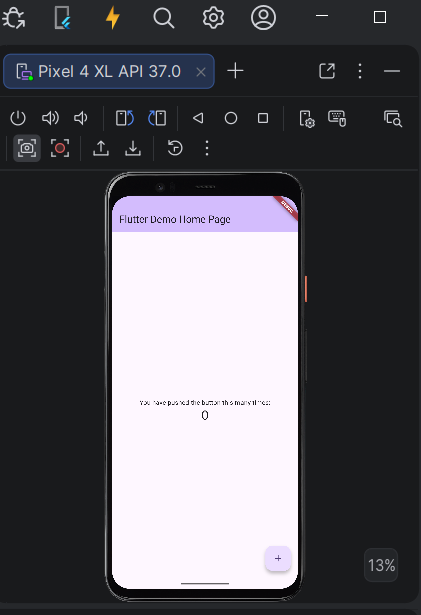 Pixel 4 XL API 37.0
DEBUG
Flutter Demo Home Page
You have pushed the button this many times:
0
13%